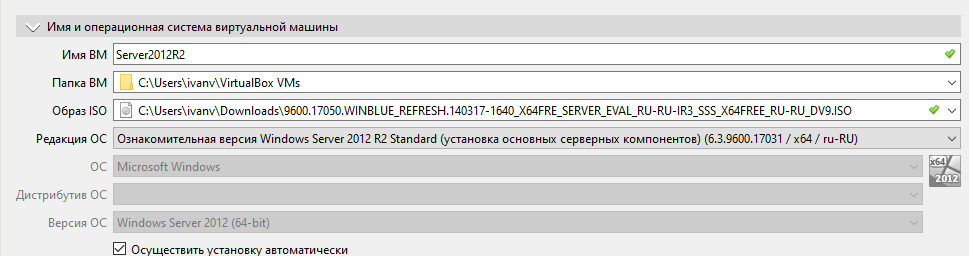 Имя и операционная система виртуальной машины
Имя ВМ Server2012R2
Папка ВМ C:\Users\ivanv\VirtualBox VMs
Образ ISO C:\Users\ivanv\Downloads\9600.17050.WINBLUE_REFRESH.140317-1640_X64FRE_SERVER_EVAL_RU-RU-IR3_SSS_X64FREE_RU-RU_DV9.ISO
Редакция ОС Ознакомительная версия Windows Server 2012 R2 Standard (установка основных серверных компонентов) (6.3.9600.17031 / x64 / ru-RU)
ОС Microsoft Windows x64
2012
Дистрибутив ОС
Версия ОС Windows Server 2012 (64-bit)
Осуществить установку автоматически